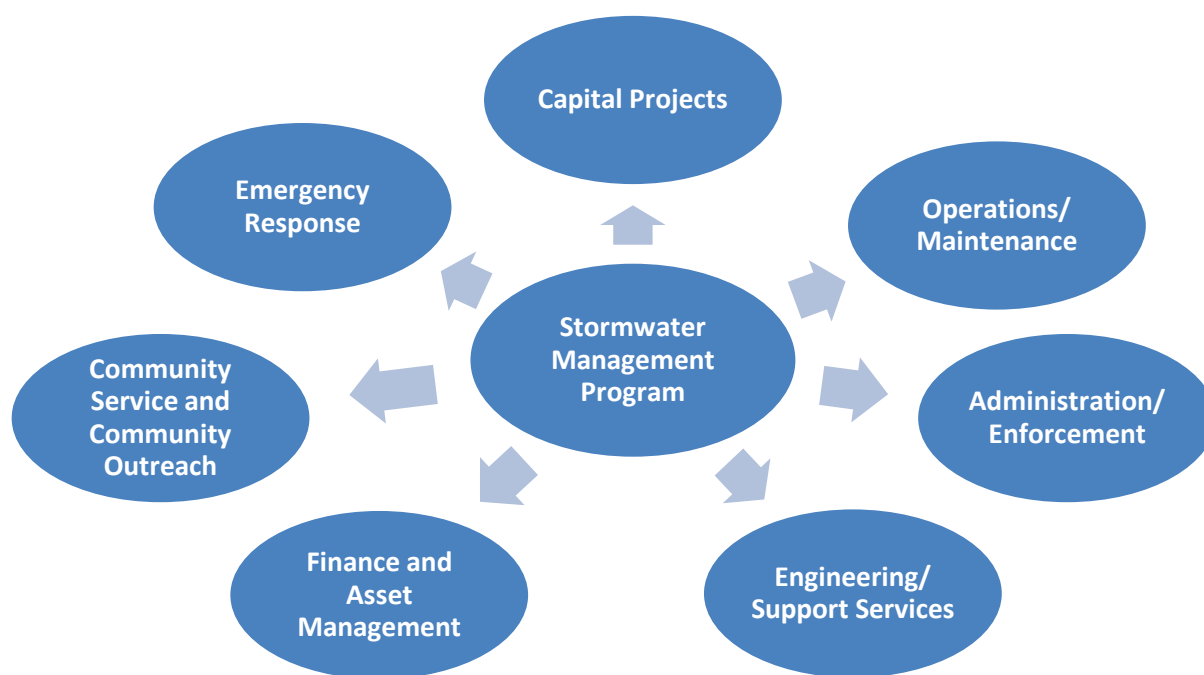 Capital Projects
Emergency
Response
Operations/
Maintenance
Stormwater
Management
Program
Community
Service and
Community
Outreach
Administration/
Enforcement
Finance and
Asset
Management
Engineering/
Support Services